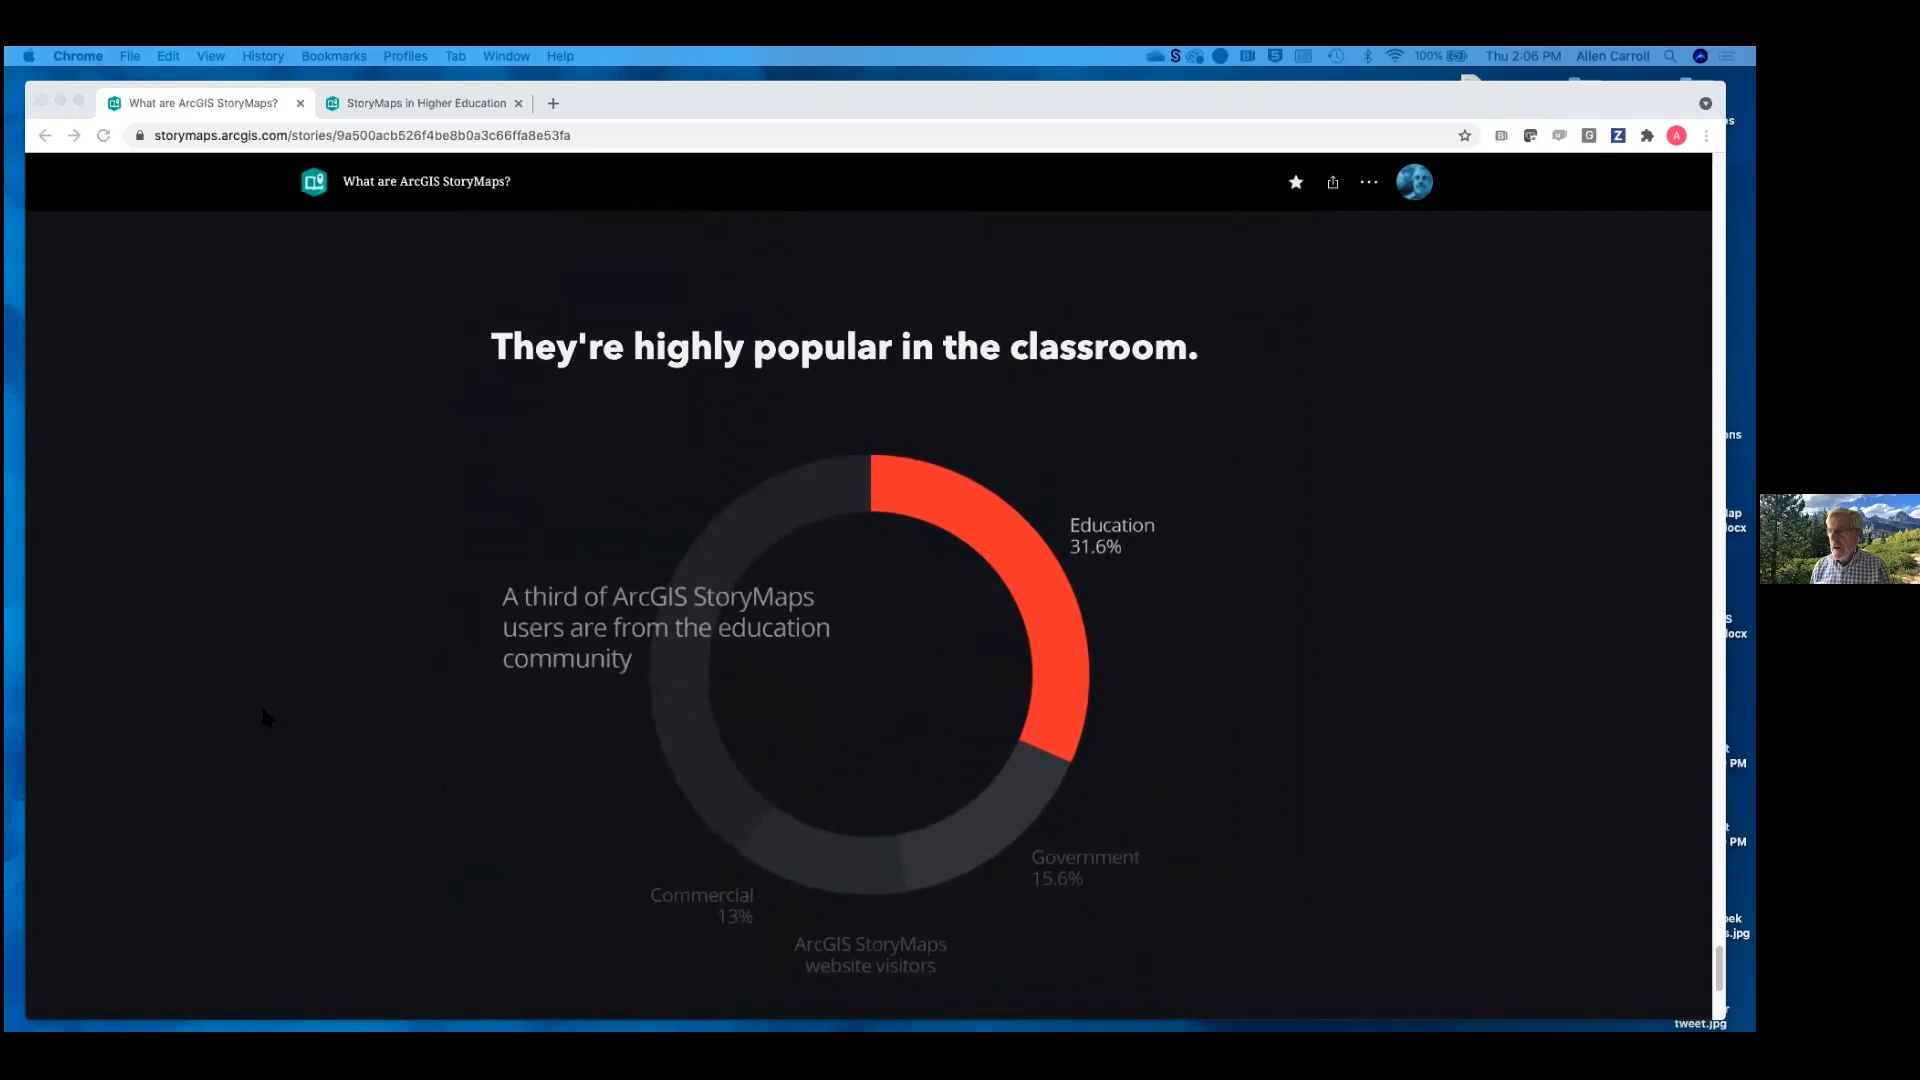 Chrome File Edit View History Bookmarks Profiles Tab Window Help 100% Thu 2:06 PM Allen Carroll
What are ArcGIS StoryMaps? StoryMaps in Higher Education
storymaps.arcgis.com/stories/9a500acb526f4be8b0a3c66ffa8e53fa
A
What are ArcGIS StoryMaps?
They're highly popular in the classroom.
Education
31.6%
A third of ArcGIS StoryMaps
users are from the education
community
Government
15.6%
Commercial
13%
ArcGIS StoryMaps
website visitors
PM
PM
tweet.jpg